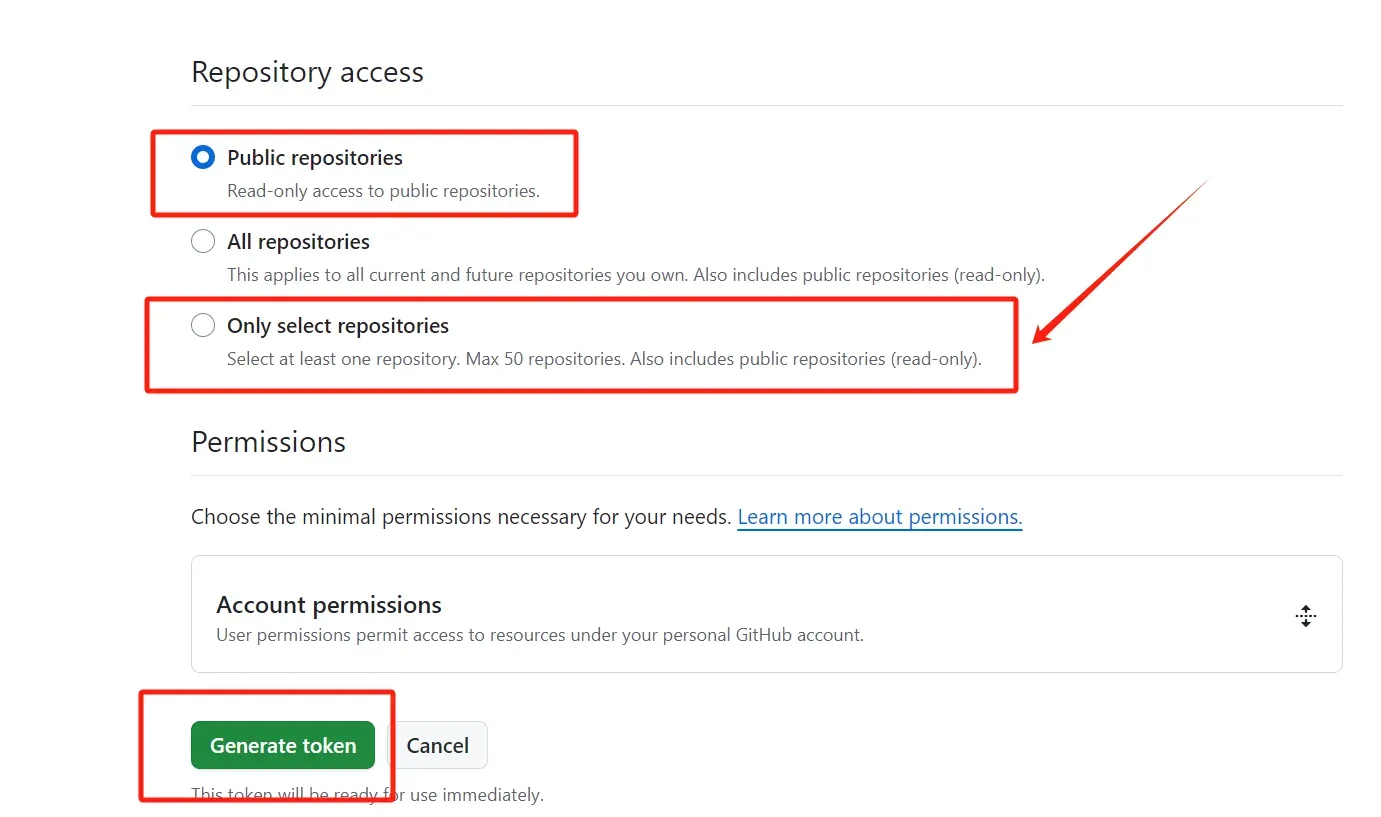 Repository access
Public repositories
Read-only access to public repositories.
All repositories
This applies to all current and future repositories you own. Also includes public repositories (read-only).
Only select repositories
Select at least one repository. Max 50 repositories. Also includes public repositories (read-only).
Permissions
Choose the minimal permissions necessary for your needs. Learn more about permissions.
Account permissions
User permissions permit access to resources under your personal GitHub account.
Generate token Cancel
This token will be ready for use immediately.